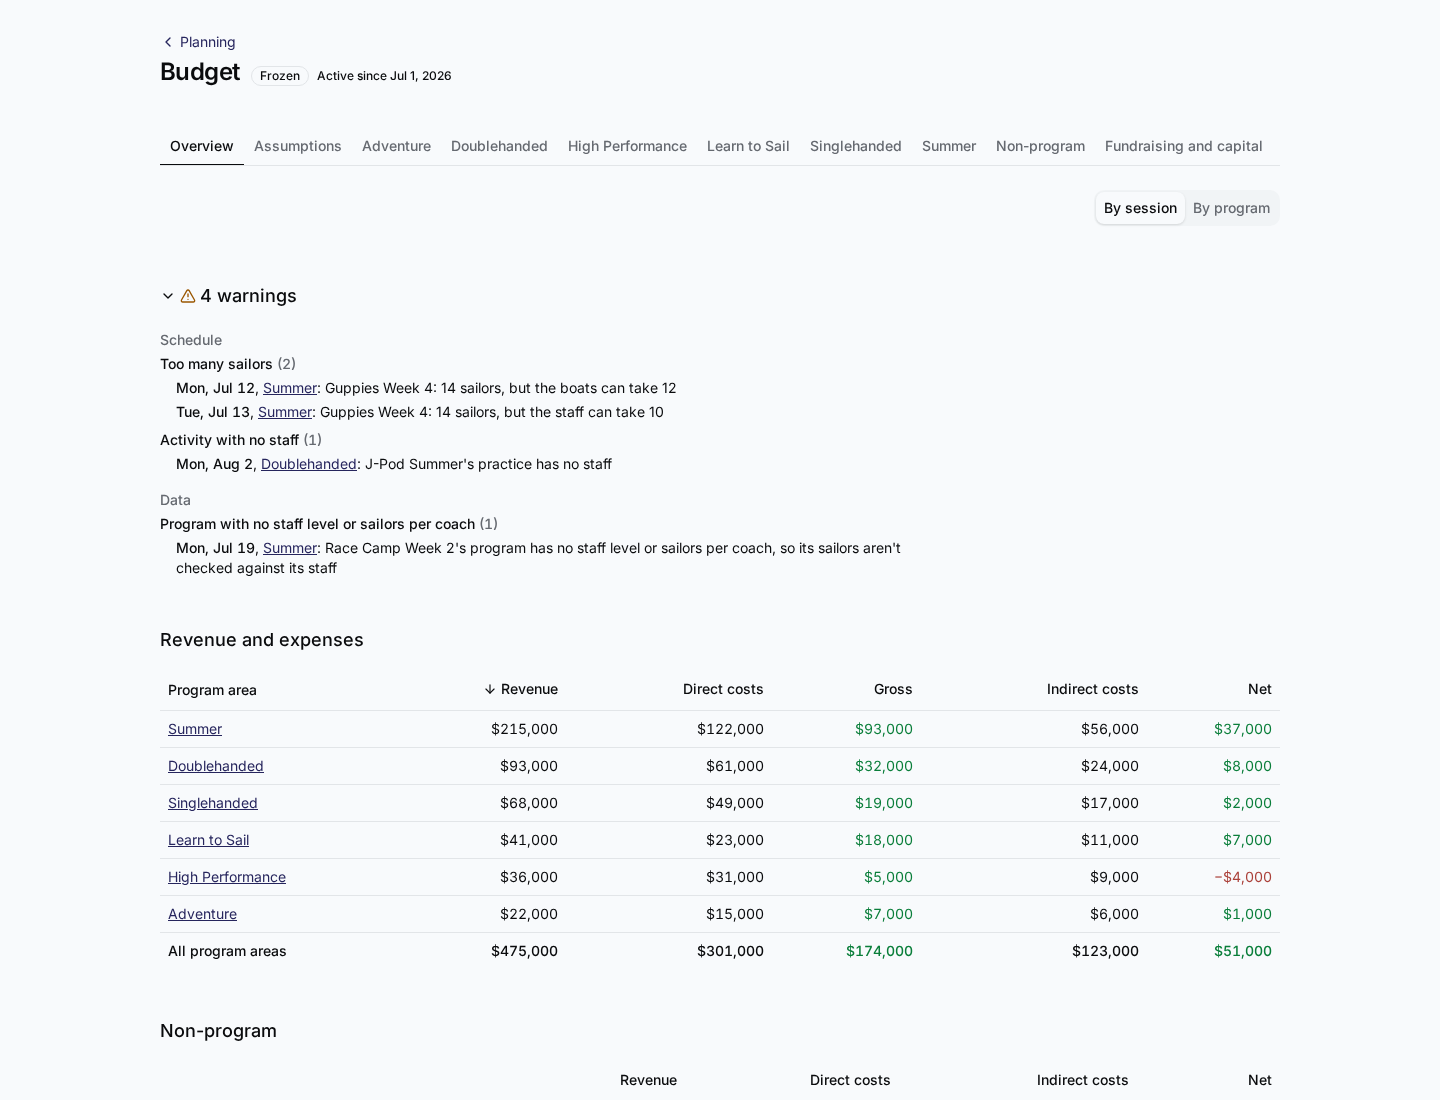 Planning
Budget Frozen Active since Jul 1, 2026
Overview Assumptions Adventure Doublehanded High Performance Learn to Sail Singlehanded Summer Non-program Fundraising and capital
By session By program
4 warnings
Schedule
Too many sailors (2)
Mon, Jul 12, Summer: Guppies Week 4: 14 sailors, but the boats can take 12
Tue, Jul 13, Summer: Guppies Week 4: 14 sailors, but the staff can take 10
Activity with no staff (1)
Mon, Aug 2, Doublehanded: J-Pod Summer's practice has no staff
Data
Program with no staff level or sailors per coach (1)
Mon, Jul 19, Summer: Race Camp Week 2's program has no staff level or sailors per coach, so its sailors aren't
checked against its staff
Revenue and expenses
Program area ↓ Revenue Direct costs Gross Indirect costs Net
Summer $215,000 $122,000 $93,000 $56,000 $37,000
Doublehanded $93,000 $61,000 $32,000 $24,000 $8,000
Singlehanded $68,000 $49,000 $19,000 $17,000 $2,000
Learn to Sail $41,000 $23,000 $18,000 $11,000 $7,000
High Performance $36,000 $31,000 $5,000 $9,000 −$4,000
Adventure $22,000 $15,000 $7,000 $6,000 $1,000
All program areas $475,000 $301,000 $174,000 $123,000 $51,000
Non-program
Revenue Direct costs Indirect costs Net